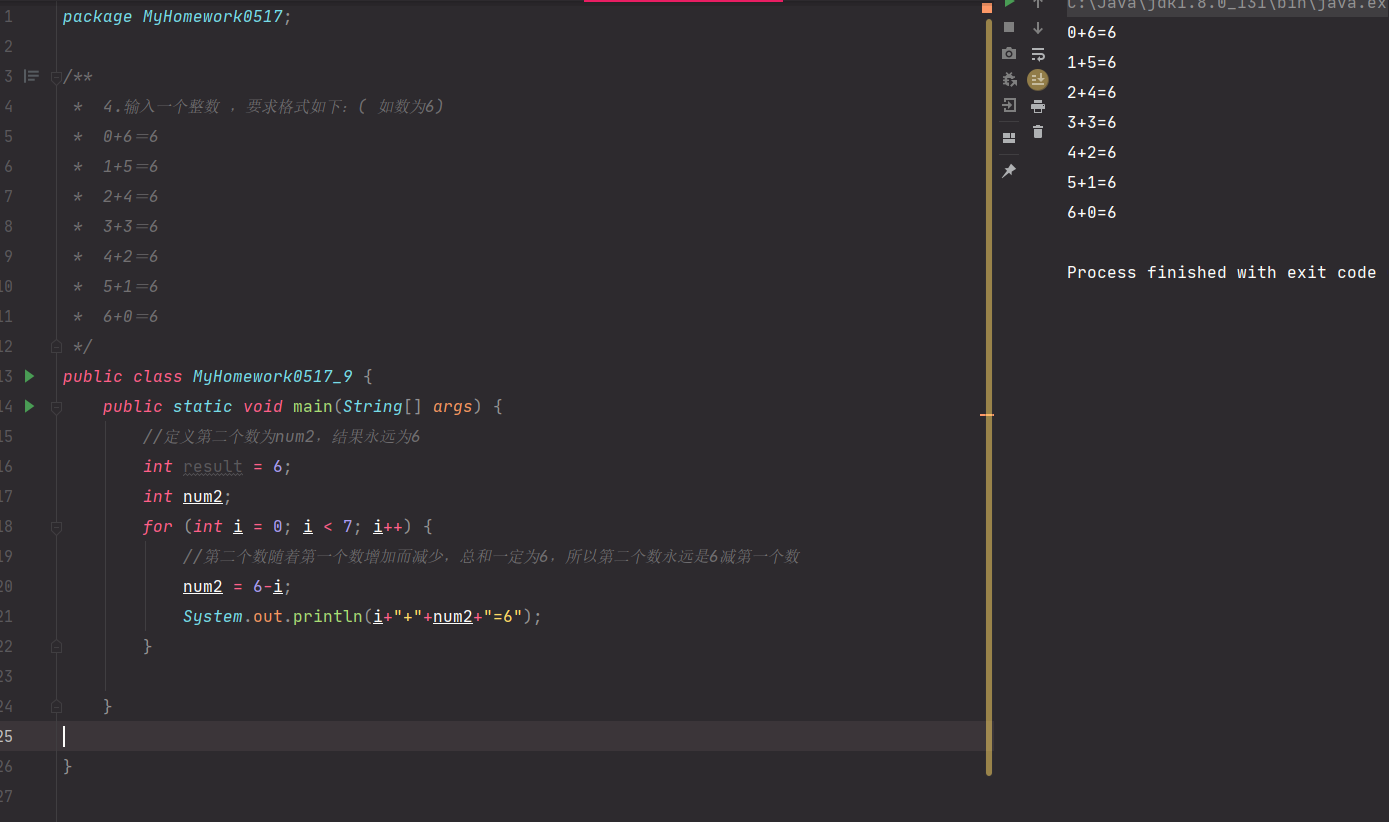 1 package MyHomework0517;
2
3 /**
4 * 4.输入一个整数 ，要求格式如下：( 如数为6)
5 * 0+6＝6
6 * 1+5＝6
7 * 2+4＝6
8 * 3+3＝6
9 * 4+2＝6
10 * 5+1＝6
11 * 6+0＝6
12 */
13 public class MyHomework0517_9 {
14 public static void main(String[] args) {
15 //定义第二个数为num2，结果永远为6
16 int result = 6;
17 int num2;
18 for (int i = 0; i < 7; i++) {
19 //第二个数随着第一个数增加而减少，总和一定为6，所以第二个数永远是6减第一个数
20 num2 = 6-i;
21 System.out.println(i+"+"+num2+"=6");
22 }
23
24 }
25
26 }
27
C:\Java\jdk1.8.0_131\bin\java.ex
0+6=6
1+5=6
2+4=6
3+3=6
4+2=6
5+1=6
6+0=6
Process finished with exit code